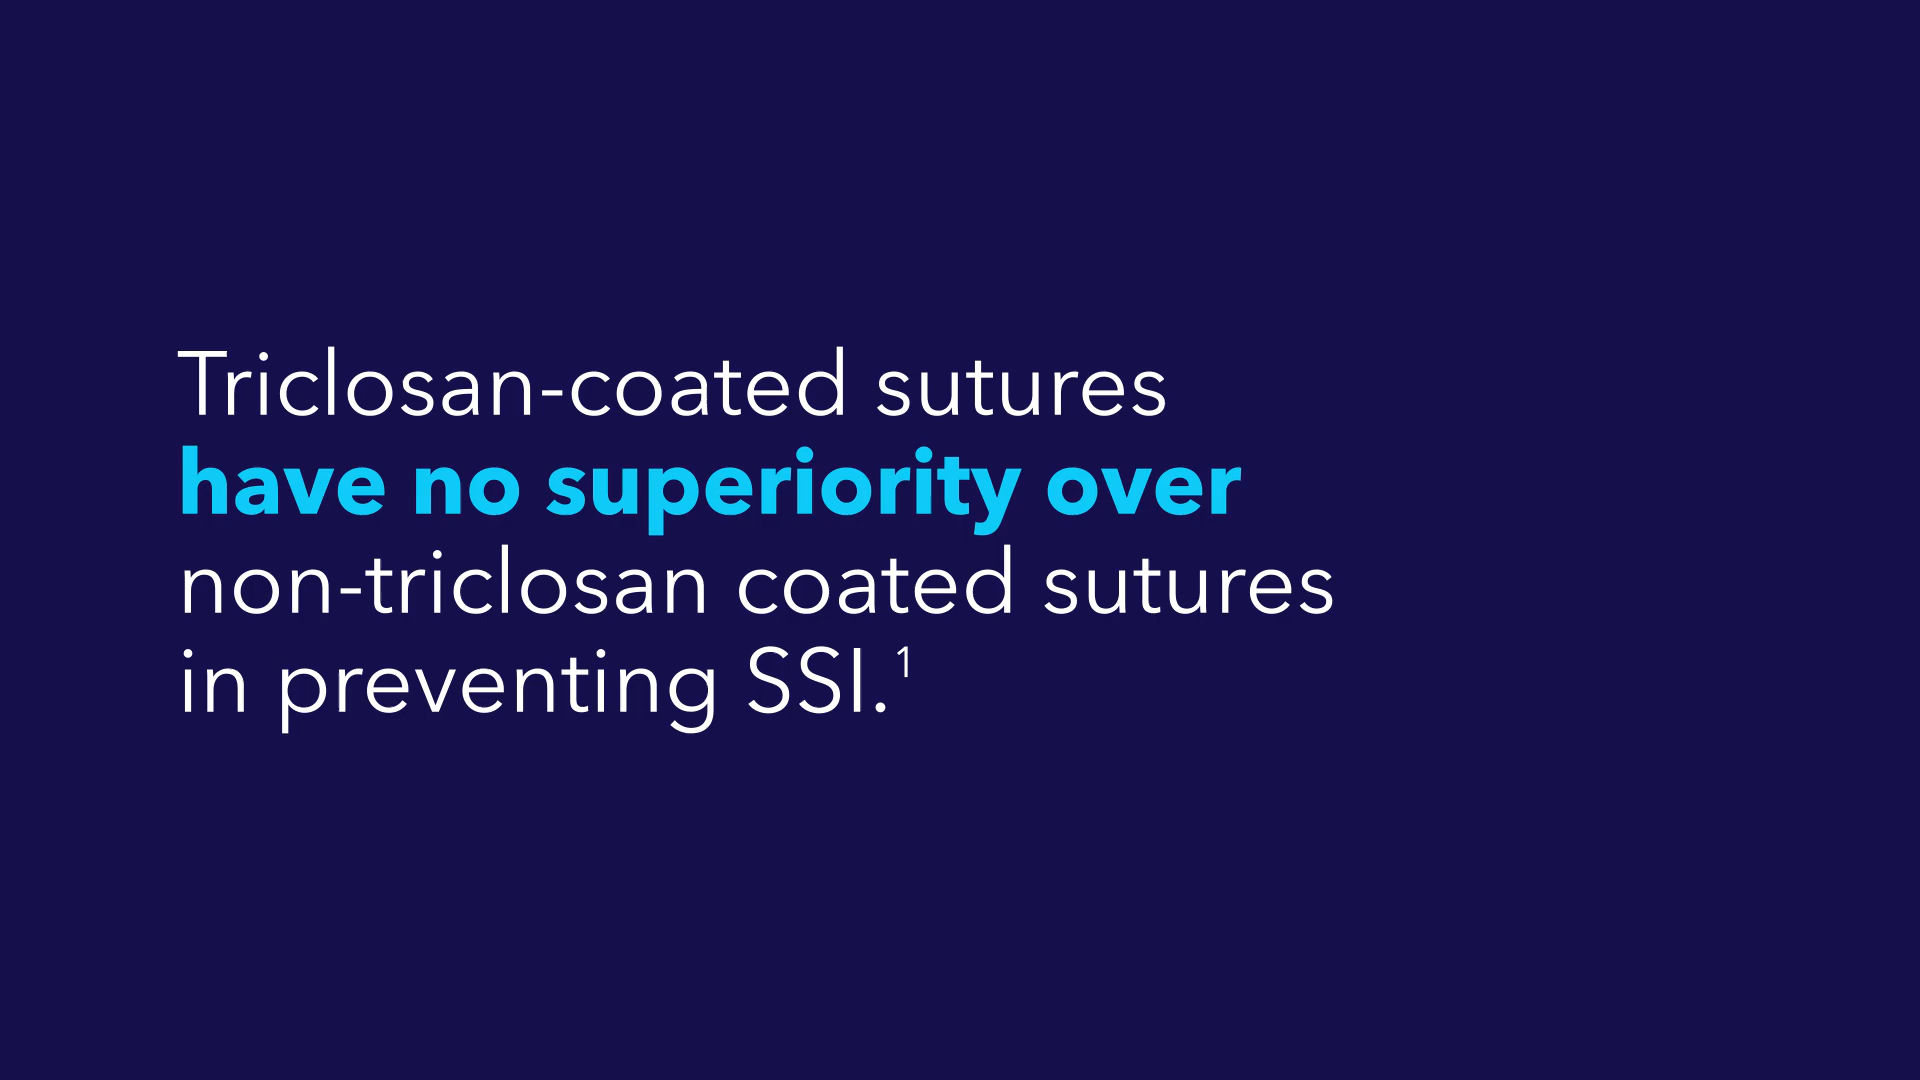 Triclosan-coated sutures
have no superiority over
non-triclosan coated sutures
in preventing SSI.¹